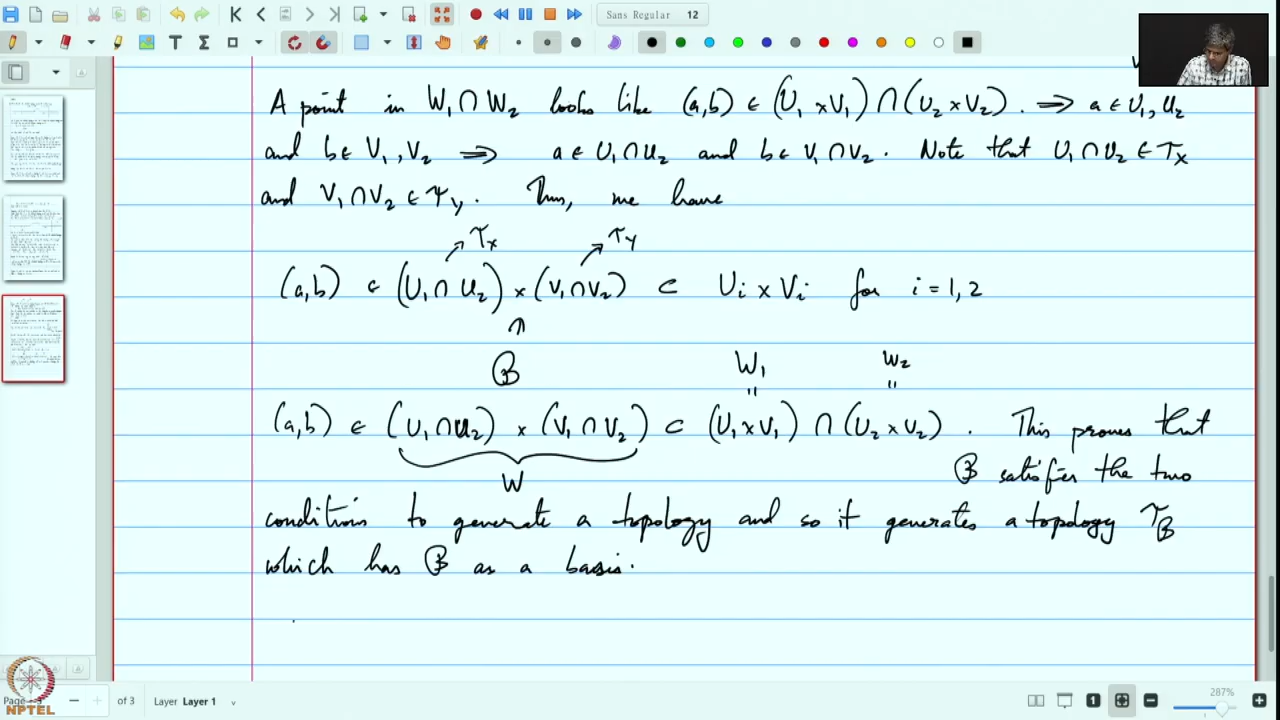 Sans Regular 12
A point in W₁ ∩ W₂ looks like (a,b) ∈ (U₁ × V₁) ∩ (U₂ × V₂). ⟹ a ∈ U₁, U₂
and b ∈ V₁, V₂ ⟹ a ∈ U₁ ∩ U₂ and b ∈ V₁ ∩ V₂. Note that U₁ ∩ U₂ ∈ τ_X
and V₁ ∩ V₂ ∈ τ_Y. Thus, we have
↗ τ_X ↗ τ_Y
(a,b) ∈ (U₁ ∩ U₂) × (V₁ ∩ V₂) ⊂ Uᵢ × Vᵢ for i = 1,2
↑
B W₁ W₂
" "
(a,b) ∈ (U₁ ∩ U₂) × (V₁ ∩ V₂) ⊂ (U₁ × V₁) ∩ (U₂ × V₂). This proves that
W B satisfies the two
conditions to generate a topology and so it generates a topology τ_B
which has B as a basis.
NPTEL
Page of 3 Layer Layer 1 287%